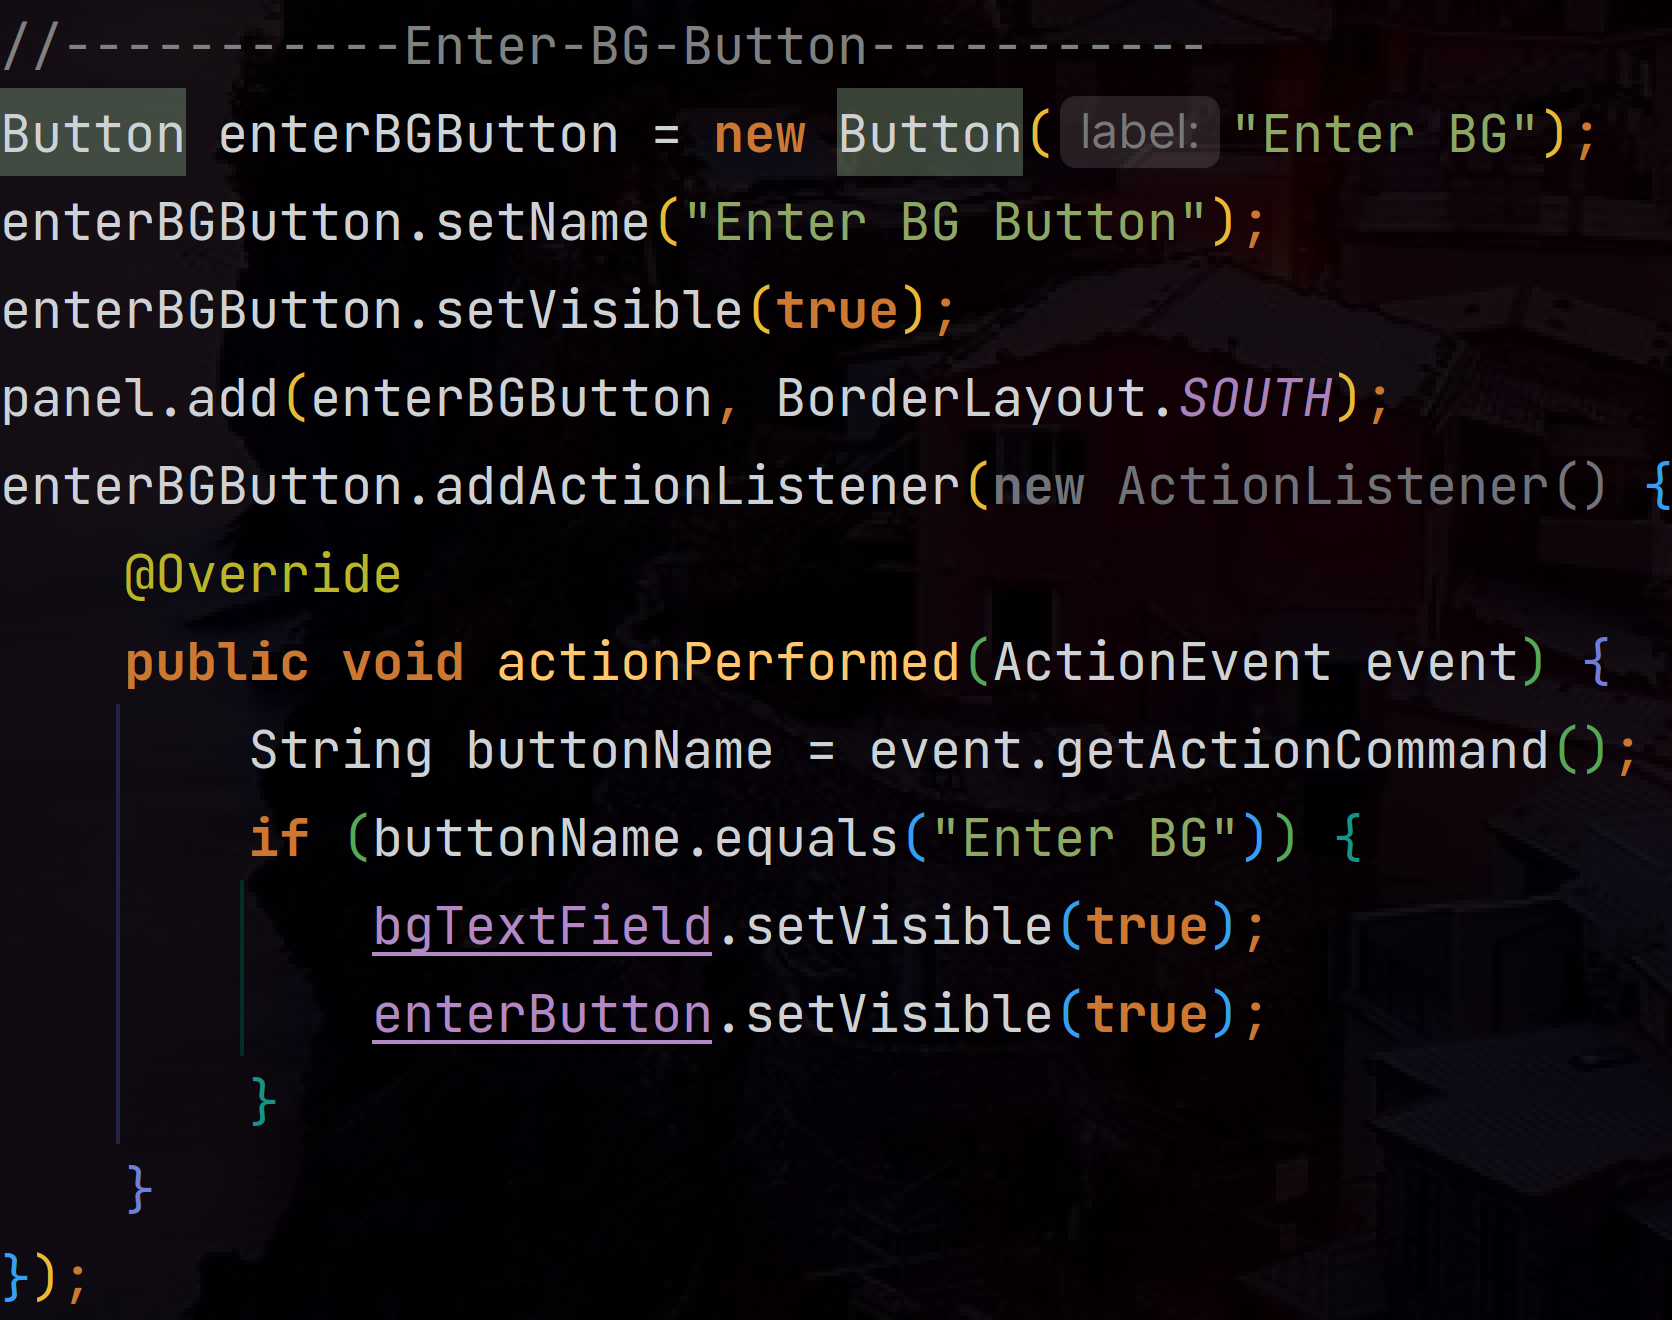 //-----------Enter-BG-Button-----------
Button enterBGButton = new Button( label: "Enter BG");
enterBGButton.setName("Enter BG Button");
enterBGButton.setVisible(true);
panel.add(enterBGButton, BorderLayout.SOUTH);
enterBGButton.addActionListener(new ActionListener() {
    @Override
    public void actionPerformed(ActionEvent event) {
        String buttonName = event.getActionCommand();
        if (buttonName.equals("Enter BG")) {
            bgTextField.setVisible(true);
            enterButton.setVisible(true);
        }
    }
});